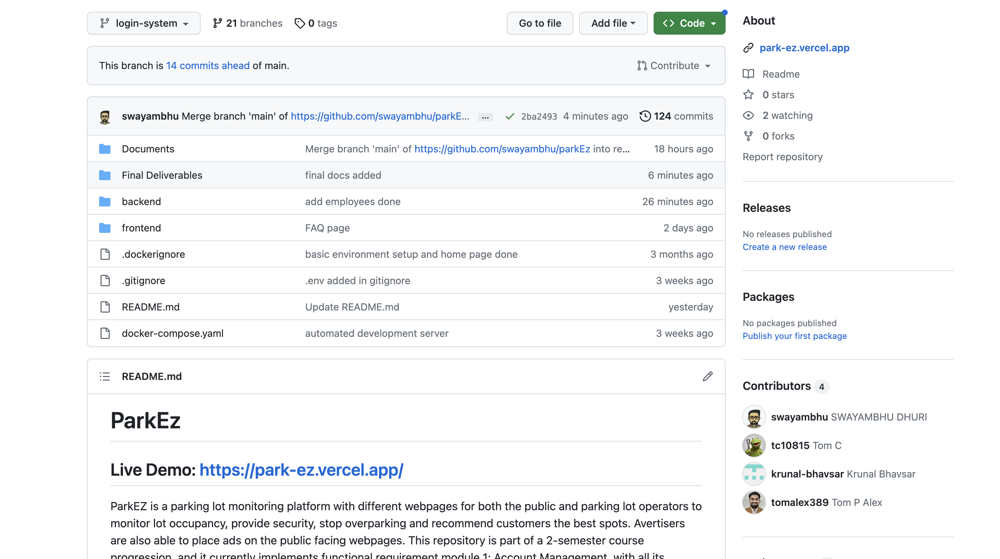 login-system
21 branches
0 tags
Go to file
Add file
Code
This branch is 14 commits ahead of main.
Contribute
swayambhu Merge branch 'main' of https://github.com/swayambhu/parkE... ... 2ba2493 4 minutes ago 124 commits
Documents Merge branch 'main' of https://github.com/swayambhu/parkEz into re... 18 hours ago
Final Deliverables final docs added 6 minutes ago
backend add employees done 26 minutes ago
frontend FAQ page 2 days ago
.dockerignore basic environment setup and home page done 3 months ago
.gitignore .env added in gitignore 3 weeks ago
README.md Update README.md yesterday
docker-compose.yaml automated development server 3 weeks ago
README.md
ParkEz
Live Demo: https://park-ez.vercel.app/
ParkEZ is a parking lot monitoring platform with different webpages for both the public and parking lot operators to
monitor lot occupancy, provide security, stop overparking and recommend customers the best spots. Avertisers
are also able to place ads on the public facing webpages. This repository is part of a 2-semester course
progression, and it currently implements functional requirement module 1: Account Management, with all its
About
park-ez.vercel.app
Readme
0 stars
2 watching
0 forks
Report repository
Releases
No releases published
Create a new release
Packages
No packages published
Publish your first package
Contributors 4
swayambhu SWAYAMBHU DHURI
tc10815 Tom C
krunal-bhavsar Krunal Bhavsar
tomalex389 Tom P Alex